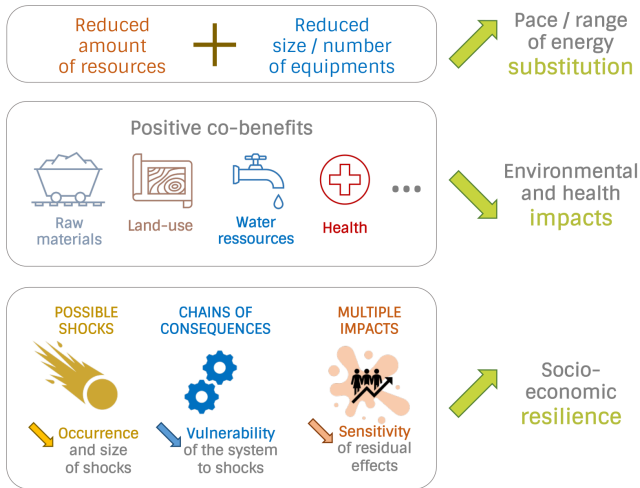 Reduced
amount
of resources
Reduced
size / number
of equipments
Pace / range
of energy
substitution
Positive co-benefits
Raw
materials
Land-use
Water
ressources
Health
...
Environmental
and health
impacts
POSSIBLE
SHOCKS
CHAINS OF
CONSEQUENCES
MULTIPLE
IMPACTS
Occurrence
and size
of shocks
Vulnerability
of the system
to shocks
Sensitivity
of residual
effects
Socio-
economic
resilience